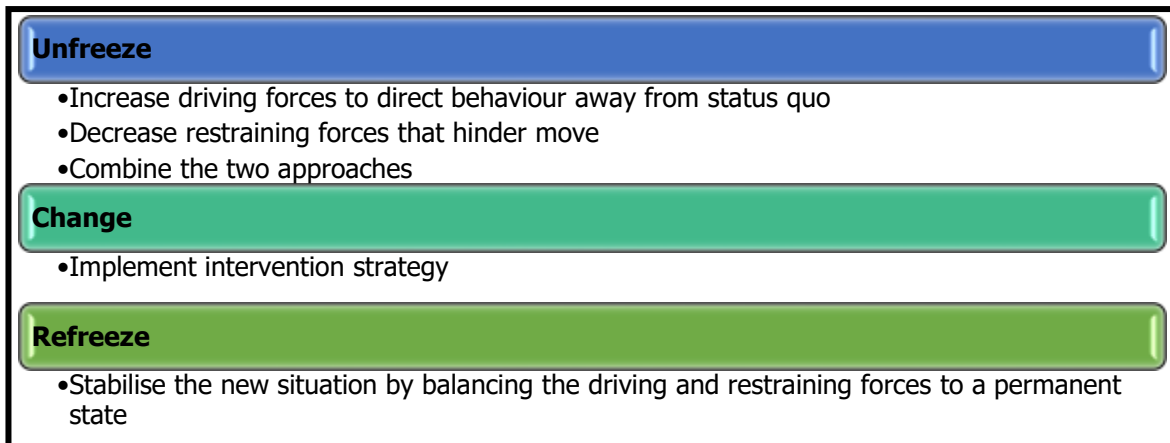 Unfreeze
•Increase driving forces to direct behaviour away from status quo
•Decrease restraining forces that hinder move
•Combine the two approaches
Change
•Implement intervention strategy
Refreeze
•Stabilise the new situation by balancing the driving and restraining forces to a permanent
state